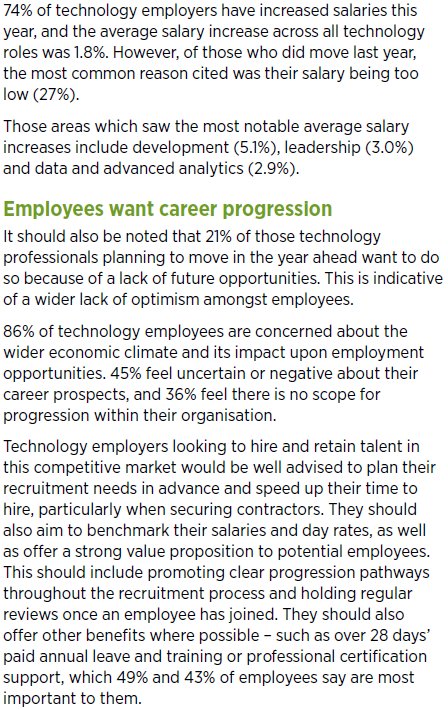 74% of technology employers have increased salaries this
year, and the average salary increase across all technology
roles was 1.8%. However, of those who did move last year,
the most common reason cited was their salary being too
low (27%).
Those areas which saw the most notable average salary
increases include development (5.1%), leadership (3.0%)
and data and advanced analytics (2.9%).
Employees want career progression
It should also be noted that 21% of those technology
professionals planning to move in the year ahead want to do
so because of a lack of future opportunities. This is indicative
of a wider lack of optimism amongst employees.
86% of technology employees are concerned about the
wider economic climate and its impact upon employment
opportunities. 45% feel uncertain or negative about their
career prospects, and 36% feel there is no scope for
progression within their organisation.
Technology employers looking to hire and retain talent in
this competitive market would be well advised to plan their
recruitment needs in advance and speed up their time to
hire, particularly when securing contractors. They should
also aim to benchmark their salaries and day rates, as well
as offer a strong value proposition to potential employees.
This should include promoting clear progression pathways
throughout the recruitment process and holding regular
reviews once an employee has joined. They should also
offer other benefits where possible – such as over 28 days’
paid annual leave and training or professional certification
support, which 49% and 43% of employees say are most
important to them.